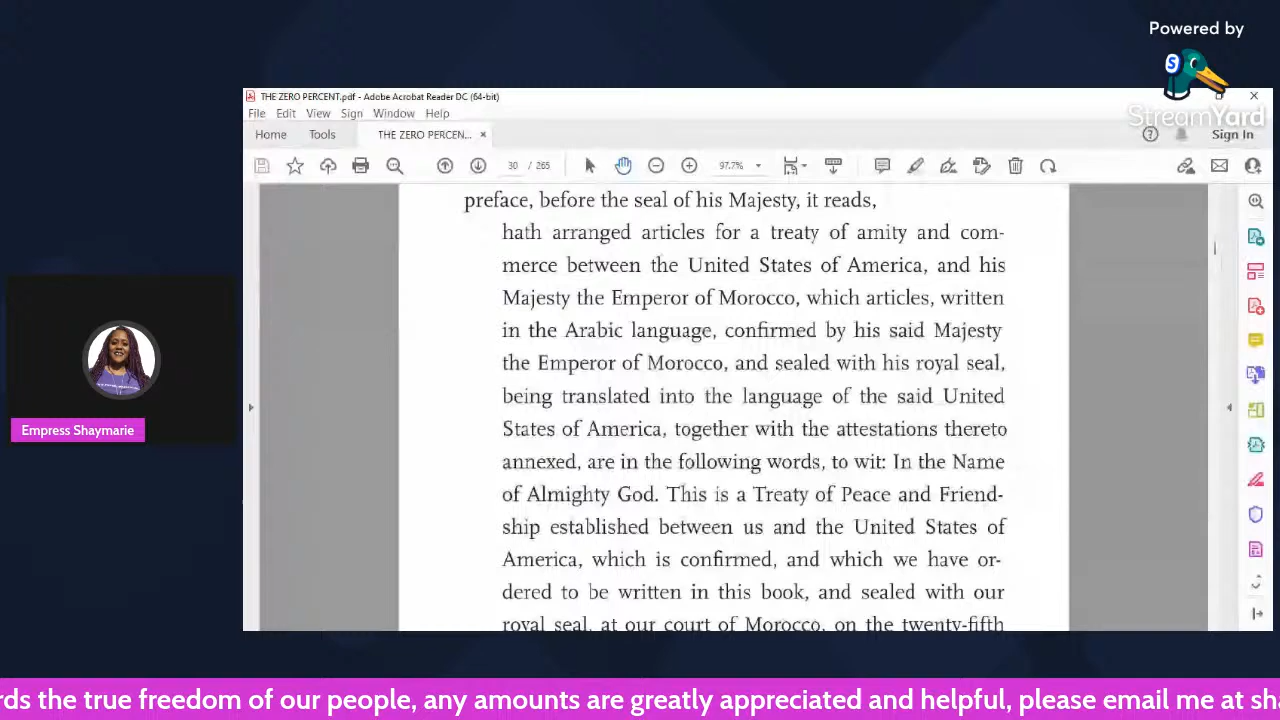 Powered by
StreamYard
THE ZERO PERCENT.pdf - Adobe Acrobat Reader DC (64-bit)
File Edit View Sign Window Help
Home Tools THE ZERO PERCEN... ×
Sign In
30 / 265 97.7%
preface, before the seal of his Majesty, it reads,
hath arranged articles for a treaty of amity and com-
merce between the United States of America, and his
Majesty the Emperor of Morocco, which articles, written
in the Arabic language, confirmed by his said Majesty
the Emperor of Morocco, and sealed with his royal seal,
being translated into the language of the said United
States of America, together with the attestations thereto
annexed, are in the following words, to wit: In the Name
of Almighty God. This is a Treaty of Peace and Friend-
ship established between us and the United States of
America, which is confirmed, and which we have or-
dered to be written in this book, and sealed with our
royal seal, at our court of Morocco, on the twenty-fifth
Empress Shaymarie
rds the true freedom of our people, any amounts are greatly appreciated and helpful, please email me at sha